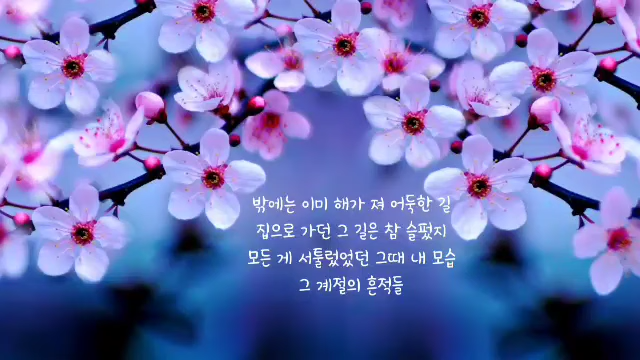 밖에는 이미 해가 져 어둑한 길
집으로 가던 그 길은 참 슬펐지
모든 게 서툴렀었던 그때 내 모습
그 계절의 흔적들